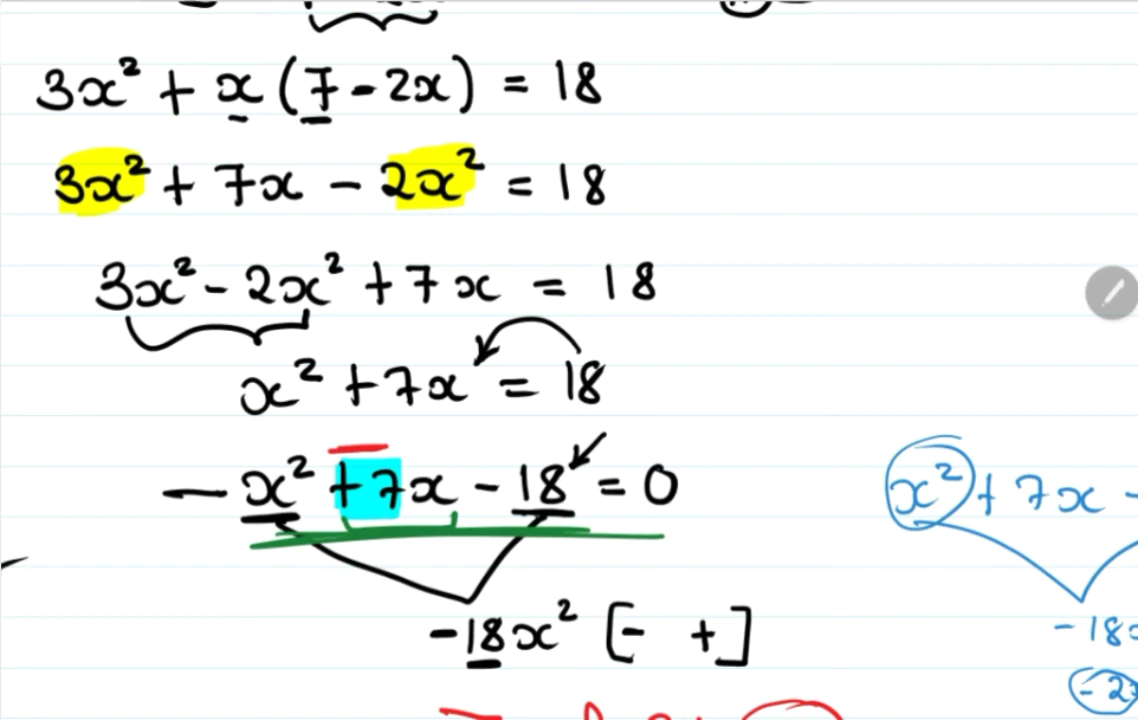 3x² + x (7 - 2x) = 18
3x² + 7x - 2x² = 18
3x² - 2x² + 7x = 18
x² + 7x = 18
- x² + 7x - 18 = 0
x² + 7x -
-18x² [- +]
-18
-2